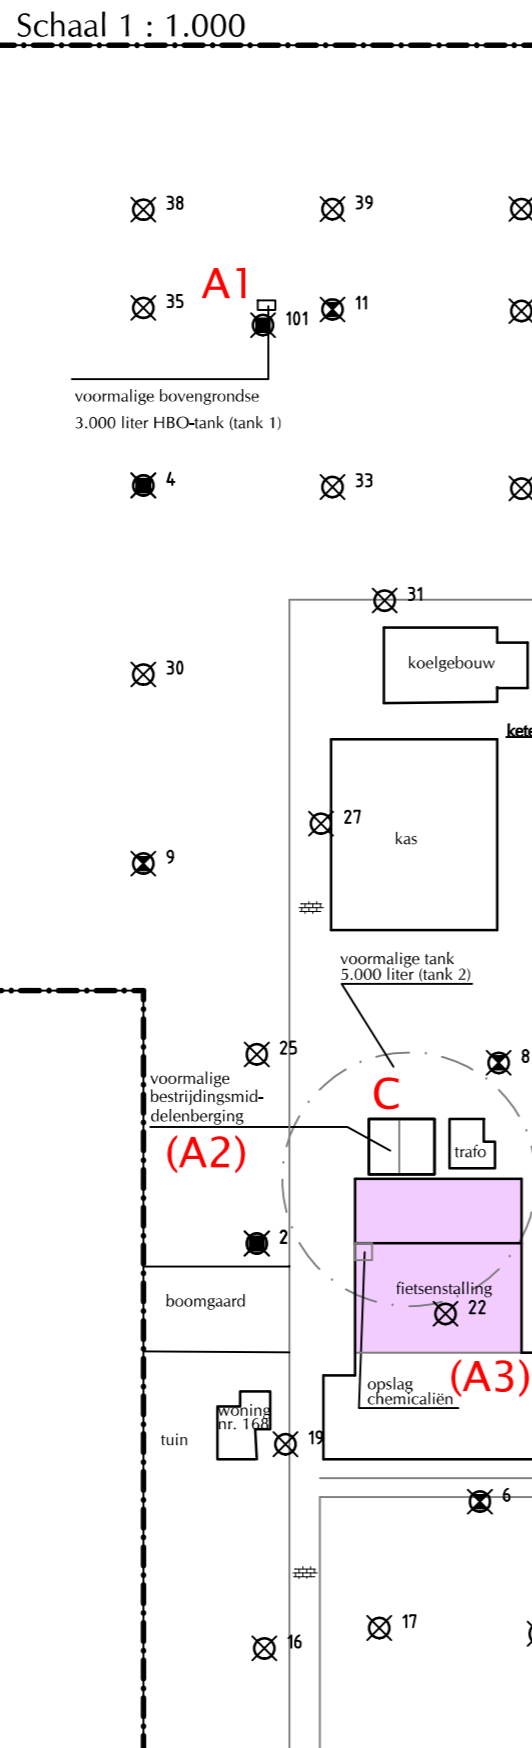 Schaal 1 : 1.000
38
39
A1
35
101
11
voormalige bovengrondse
3.000 liter HBO-tank (tank 1)
4
33
31
koelgebouw
30
kete
27
kas
9
voormalige tank
5.000 liter (tank 2)
25
8
voormalige
bestrijdingsmid-
delenberging
C
(A2)
trafo
2
fietsenstalling
boomgaard
22
(A3)
opslag
chemicaliën
woning
nr. 168
tuin
19
6
17
16